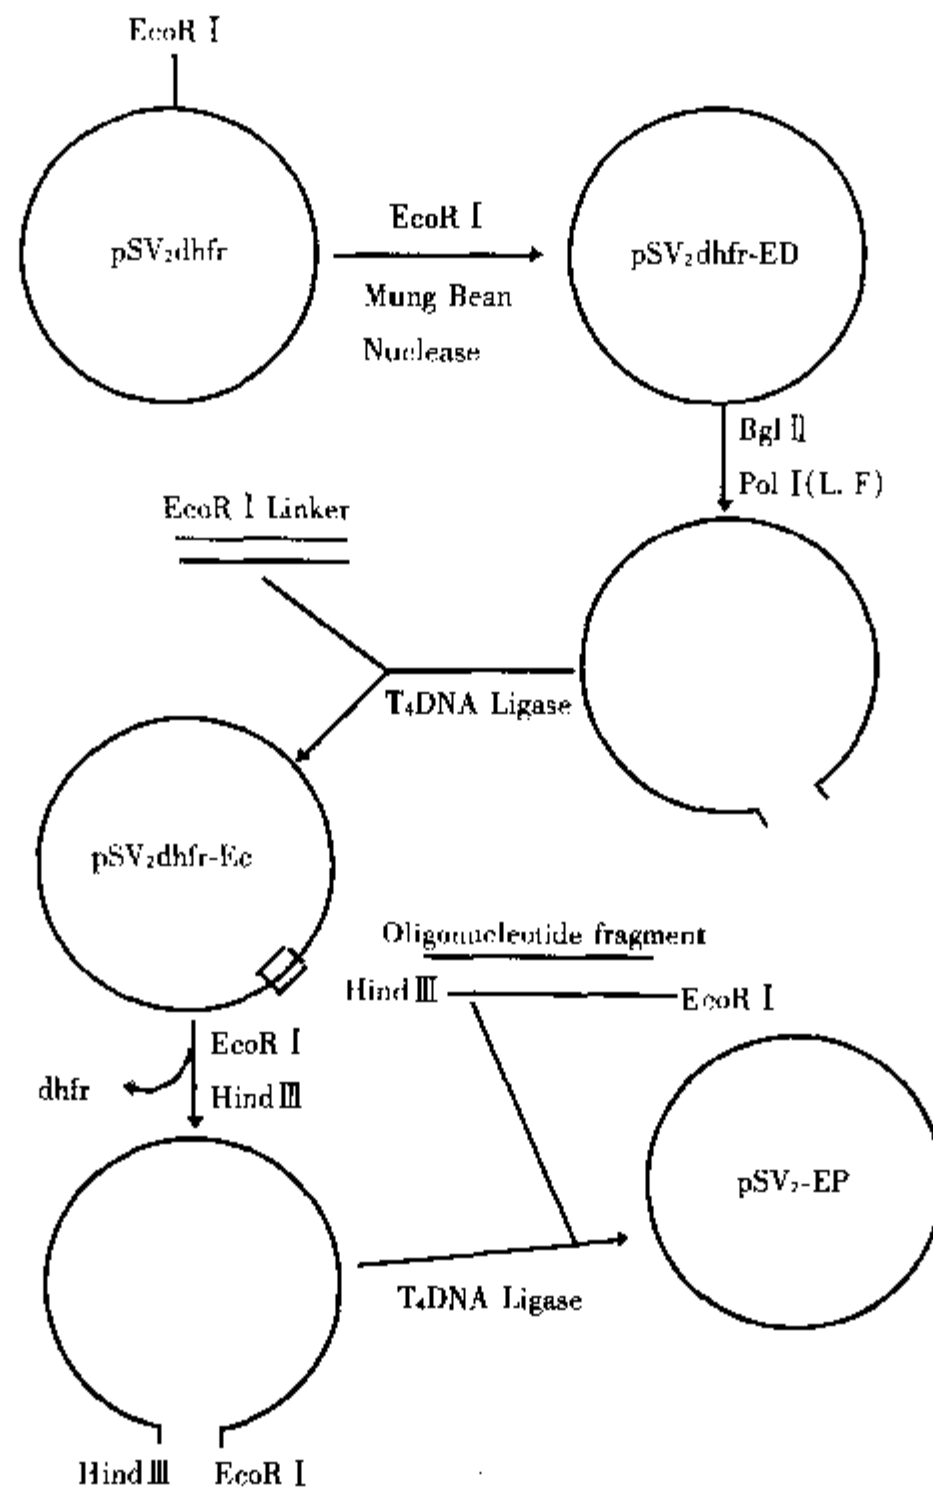 EcoR I
pSV₂dhfr
EcoR I
Mung Bean
Nuclease
pSV₂dhfr-ED
Bgl II
Pol I(L. F)
EcoR I Linker
T₄DNA Ligase
pSV₂dhfr-Ec
Oligonucleotide fragment
Hind III
EcoR I
EcoR I
dhfr
Hind III
pSV₂-EP
T₄DNA Ligase
Hind III
EcoR I